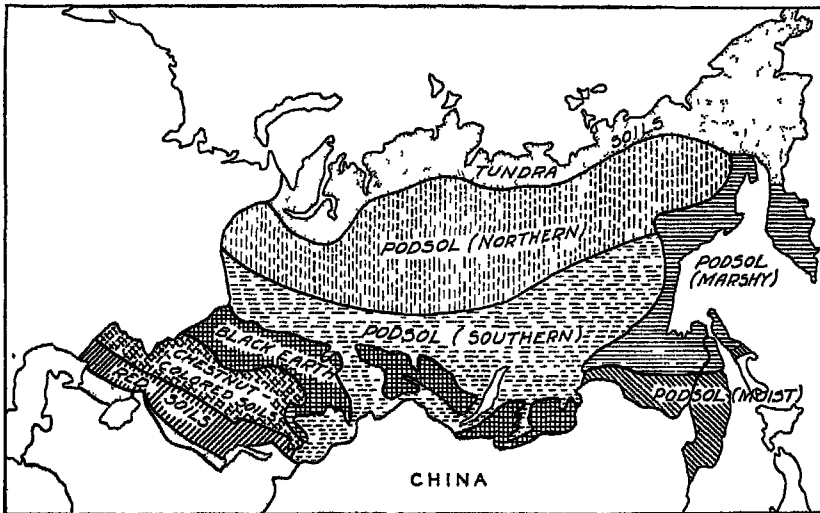 TUNDRA SOILS
PODSOL (NORTHERN)
PODSOL (MARSHY)
PODSOL (SOUTHERN)
BLACK EARTH
CHESTNUT-COLORED SOILS
RED SOILS
PODSOL (MOIST)
CHINA